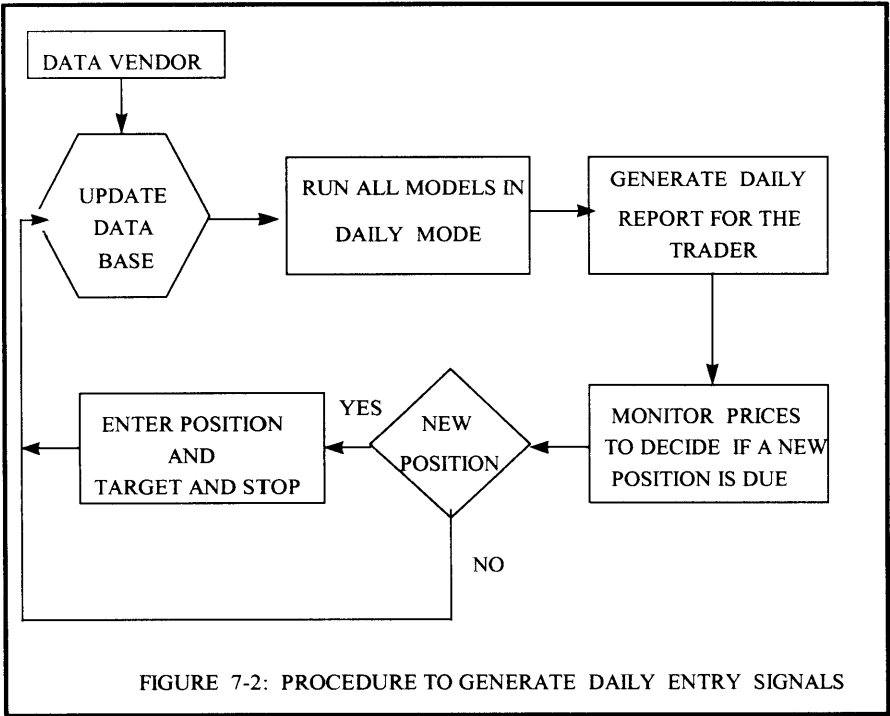 DATA VENDOR
UPDATE
DATA
BASE
RUN ALL MODELS IN
DAILY MODE
GENERATE DAILY
REPORT FOR THE
TRADER
MONITOR PRICES
TO DECIDE IF A NEW
POSITION IS DUE
NEW
POSITION
YES
ENTER POSITION
AND
TARGET AND STOP
NO
FIGURE 7-2: PROCEDURE TO GENERATE DAILY ENTRY SIGNALS